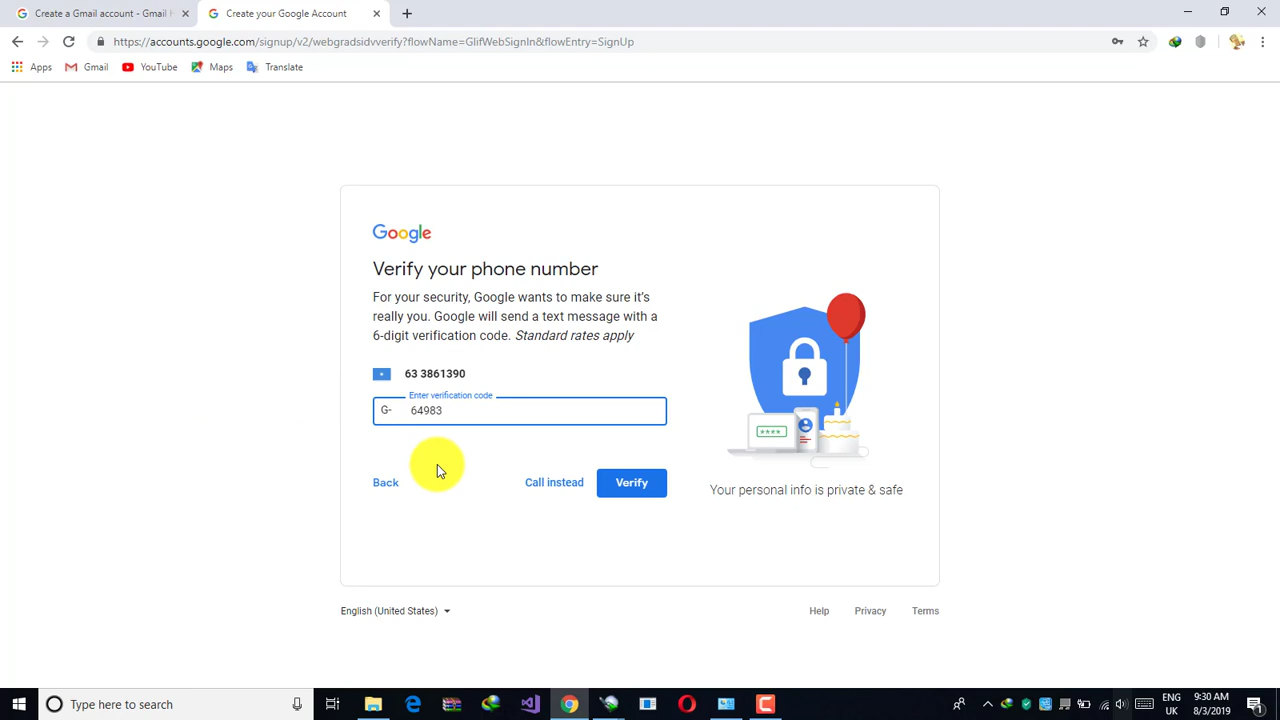 Create a Gmail account - Gmail H
Create your Google Account
https://accounts.google.com/signup/v2/webgradsidvverify?flowName=GlifWebSignIn&flowEntry=SignUp
Apps
Gmail
YouTube
Maps
Translate
Google
Verify your phone number
For your security, Google wants to make sure it's
really you. Google will send a text message with a
6-digit verification code. Standard rates apply
63 3861390
Enter verification code
G- 64983
Back
Call instead
Verify
****
Your personal info is private & safe
English (United States)
Help
Privacy
Terms
Type here to search
ENG
UK
9:30 AM
8/3/2019
1